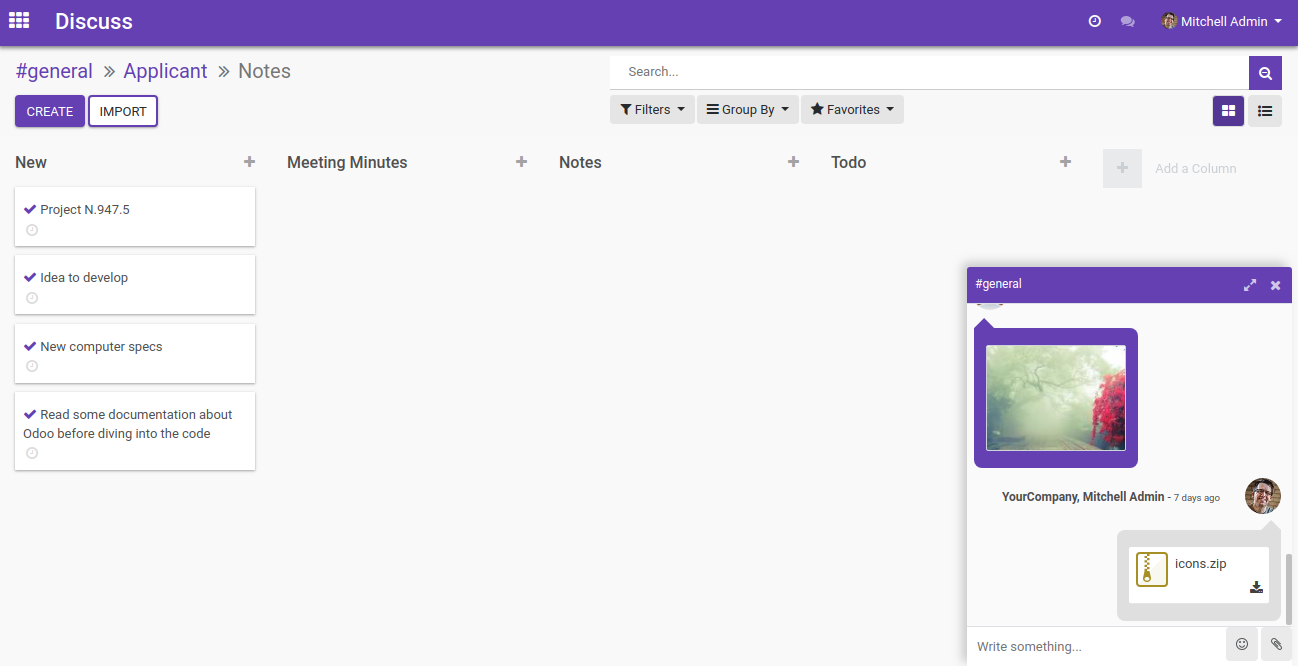 Discuss
Mitchell Admin
#general » Applicant » Notes
Search...
CREATE
IMPORT
Filters
Group By
Favorites
New
Meeting Minutes
Notes
Todo
Add a Column
Project N.947.5
Idea to develop
New computer specs
Read some documentation about
Odoo before diving into the code
#general
YourCompany, Mitchell Admin - 7 days ago
icons.zip
Write something...